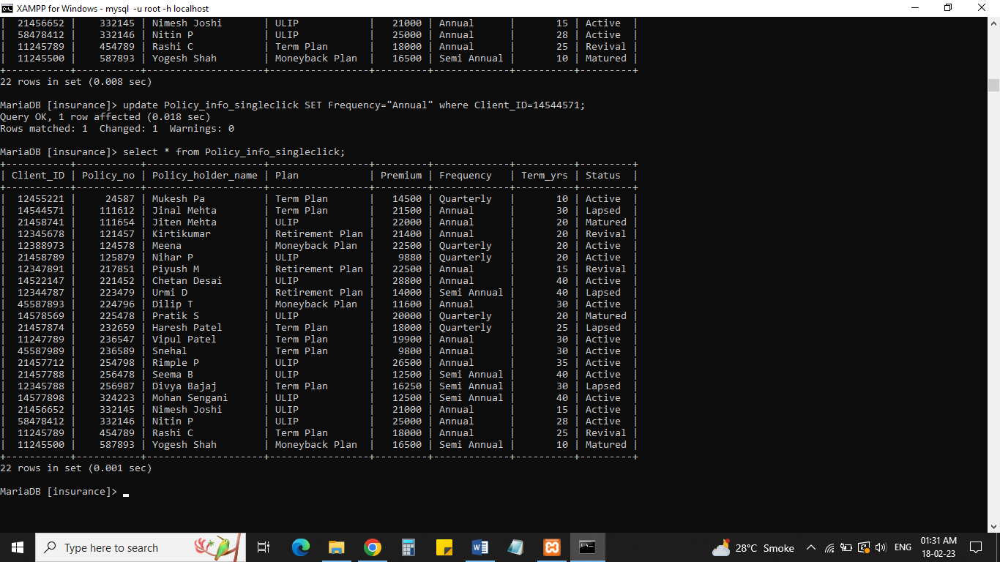 XAMPP for Windows - mysql  -u root -h localhost
|  21456652 |    332145 | Nimesh Joshi       | ULIP            |   21000 | Annual      |       15 | Active  |
|  58478412 |    332146 | Nitin P            | ULIP            |   25000 | Annual      |       28 | Active  |
|  11245789 |    454789 | Rashi C            | Term Plan       |   18000 | Annual      |       25 | Revival |
|  11245500 |    587893 | Yogesh Shah        | Moneyback Plan  |   16500 | Semi Annual |       10 | Matured |
+-----------+-----------+--------------------+-----------------+---------+-------------+----------+---------+
22 rows in set (0.008 sec)
MariaDB [insurance]> update Policy_info_singleclick SET Frequency="Annual" where Client_ID=14544571;
Query OK, 1 row affected (0.018 sec)
Rows matched: 1  Changed: 1  Warnings: 0
MariaDB [insurance]> select * from Policy_info_singleclick;
+-----------+-----------+--------------------+-----------------+---------+-------------+----------+---------+
| Client_ID | Policy_no | Policy_holder_name | Plan            | Premium | Frequency   | Term_yrs | Status  |
+-----------+-----------+--------------------+-----------------+---------+-------------+----------+---------+
|  12455221 |     24587 | Mukesh Pa          | Term Plan       |   14500 | Quarterly   |       10 | Active  |
|  14544571 |    111612 | Jinal Mehta        | Term Plan       |   21500 | Annual      |       30 | Lapsed  |
|  21458741 |    111654 | Jiten Mehta        | ULIP            |   22000 | Annual      |       20 | Matured |
|  12345678 |    121457 | Kirtikumar         | Retirement Plan |   21400 | Annual      |       20 | Revival |
|  12388973 |    124578 | Meena              | Moneyback Plan  |   22500 | Quarterly   |       20 | Active  |
|  21458789 |    125879 | Nihar P            | ULIP            |    9880 | Quarterly   |       20 | Active  |
|  12347891 |    217851 | Piyush M           | Retirement Plan |   22500 | Annual      |       15 | Revival |
|  14522147 |    221452 | Chetan Desai       | ULIP            |   28800 | Annual      |       40 | Active  |
|  12344787 |    223479 | Urmi D             | Retirement Plan |   14000 | Semi Annual |       40 | Lapsed  |
|  45587893 |    224796 | Dilip T            | Moneyback Plan  |   11600 | Annual      |       30 | Active  |
|  14578569 |    225478 | Pratik S           | ULIP            |   20000 | Quarterly   |       20 | Matured |
|  21457874 |    232659 | Haresh Patel       | Term Plan       |   18000 | Quarterly   |       25 | Lapsed  |
|  11247789 |    236547 | Vipul Patel        | Term Plan       |   19900 | Annual      |       30 | Active  |
|  45587989 |    236589 | Snehal             | Term Plan       |    9800 | Annual      |       30 | Active  |
|  21457712 |    254798 | Rimple P           | ULIP            |   26500 | Annual      |       35 | Active  |
|  21457788 |    256478 | Seema B            | ULIP            |   12500 | Semi Annual |       40 | Active  |
|  12345788 |    256987 | Divya Bajaj        | Term Plan       |   16250 | Semi Annual |       30 | Lapsed  |
|  14577898 |    324223 | Mohan Sengani      | ULIP            |   12500 | Semi Annual |       40 | Active  |
|  21456652 |    332145 | Nimesh Joshi       | ULIP            |   21000 | Annual      |       15 | Active  |
|  58478412 |    332146 | Nitin P            | ULIP            |   25000 | Annual      |       28 | Active  |
|  11245789 |    454789 | Rashi C            | Term Plan       |   18000 | Annual      |       25 | Revival |
|  11245500 |    587893 | Yogesh Shah        | Moneyback Plan  |   16500 | Semi Annual |       10 | Matured |
+-----------+-----------+--------------------+-----------------+---------+-------------+----------+---------+
22 rows in set (0.001 sec)
MariaDB [insurance]> _
Type here to search
28°C  Smoke
ENG
01:31 AM
18-02-23